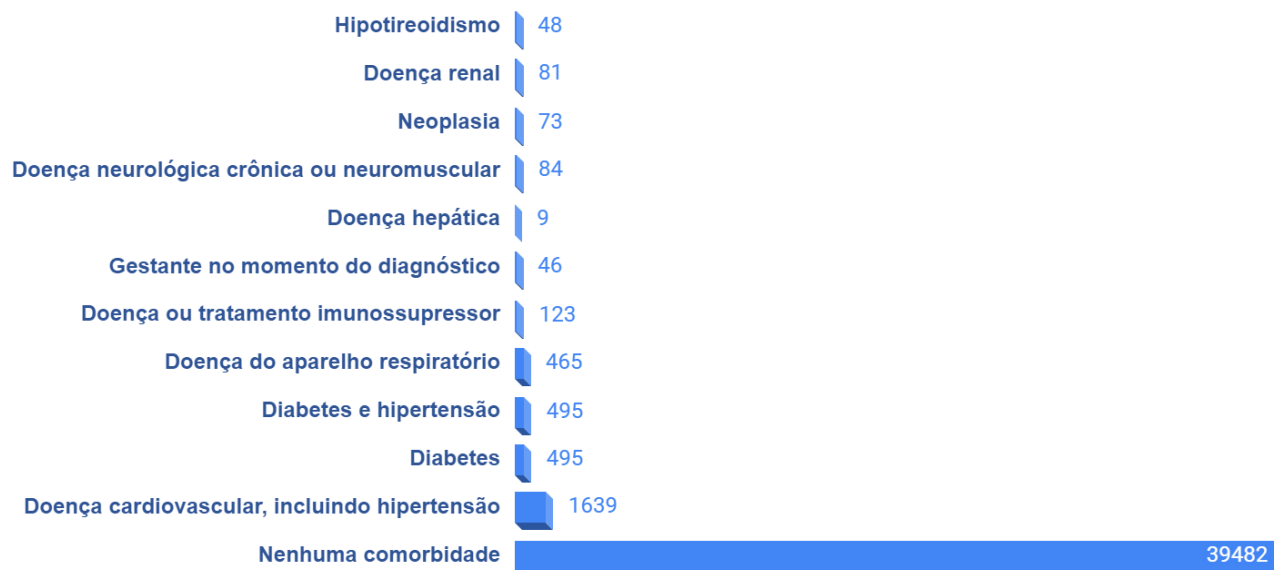 Hipotireoidismo 48
Doença renal 81
Neoplasia 73
Doença neurológica crônica ou neuromuscular 84
Doença hepática 9
Gestante no momento do diagnóstico 46
Doença ou tratamento imunossupressor 123
Doença do aparelho respiratório 465
Diabetes e hipertensão 495
Diabetes 495
Doença cardiovascular, incluindo hipertensão 1639
Nenhuma comorbidade 39482